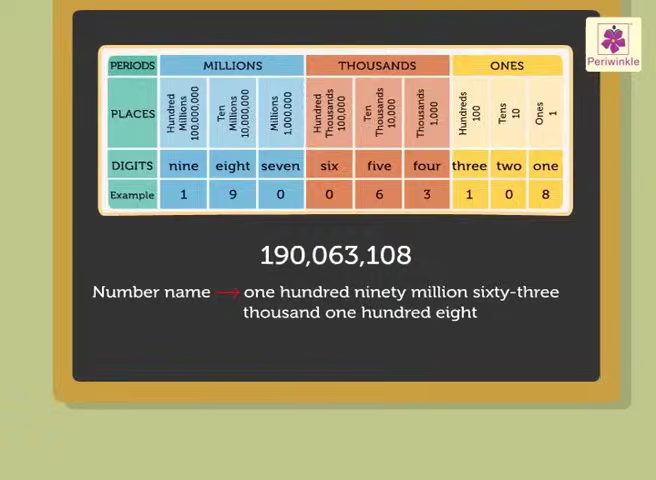 Periwinkle
PERIODS MILLIONS THOUSANDS ONES
PLACES Hundred Millions 100,000,000 Ten Millions 10,000,000 Millions 1,000,000 Hundred Thousands 100,000 Ten Thousands 10,000 Thousands 1,000 Hundreds 100 Tens 10 Ones 1
DIGITS nine eight seven six five four three two one
Example 1 9 0 0 6 3 1 0 8
190,063,108
Number name → one hundred ninety million sixty-three
thousand one hundred eight